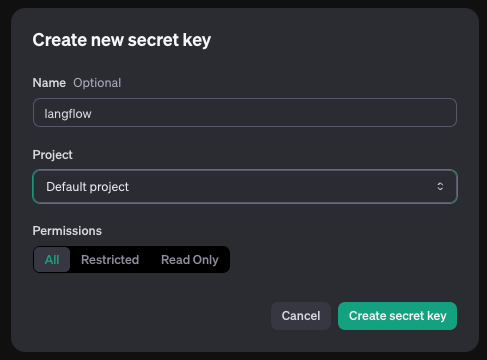 Create new secret key
Name Optional
langflow
Project
Default project
Permissions
All Restricted Read Only
Cancel Create secret key